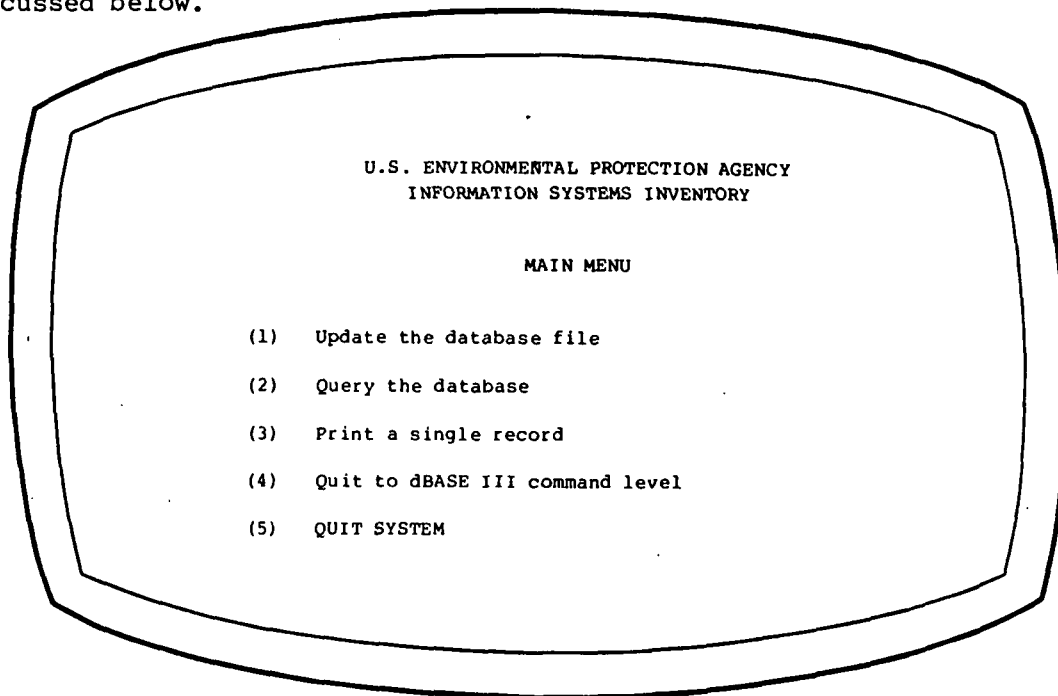 cussed below.
U.S. ENVIRONMENTAL PROTECTION AGENCY
INFORMATION SYSTEMS INVENTORY
MAIN MENU
(1) Update the database file
(2) Query the database
(3) Print a single record
(4) Quit to dBASE III command level
(5) QUIT SYSTEM